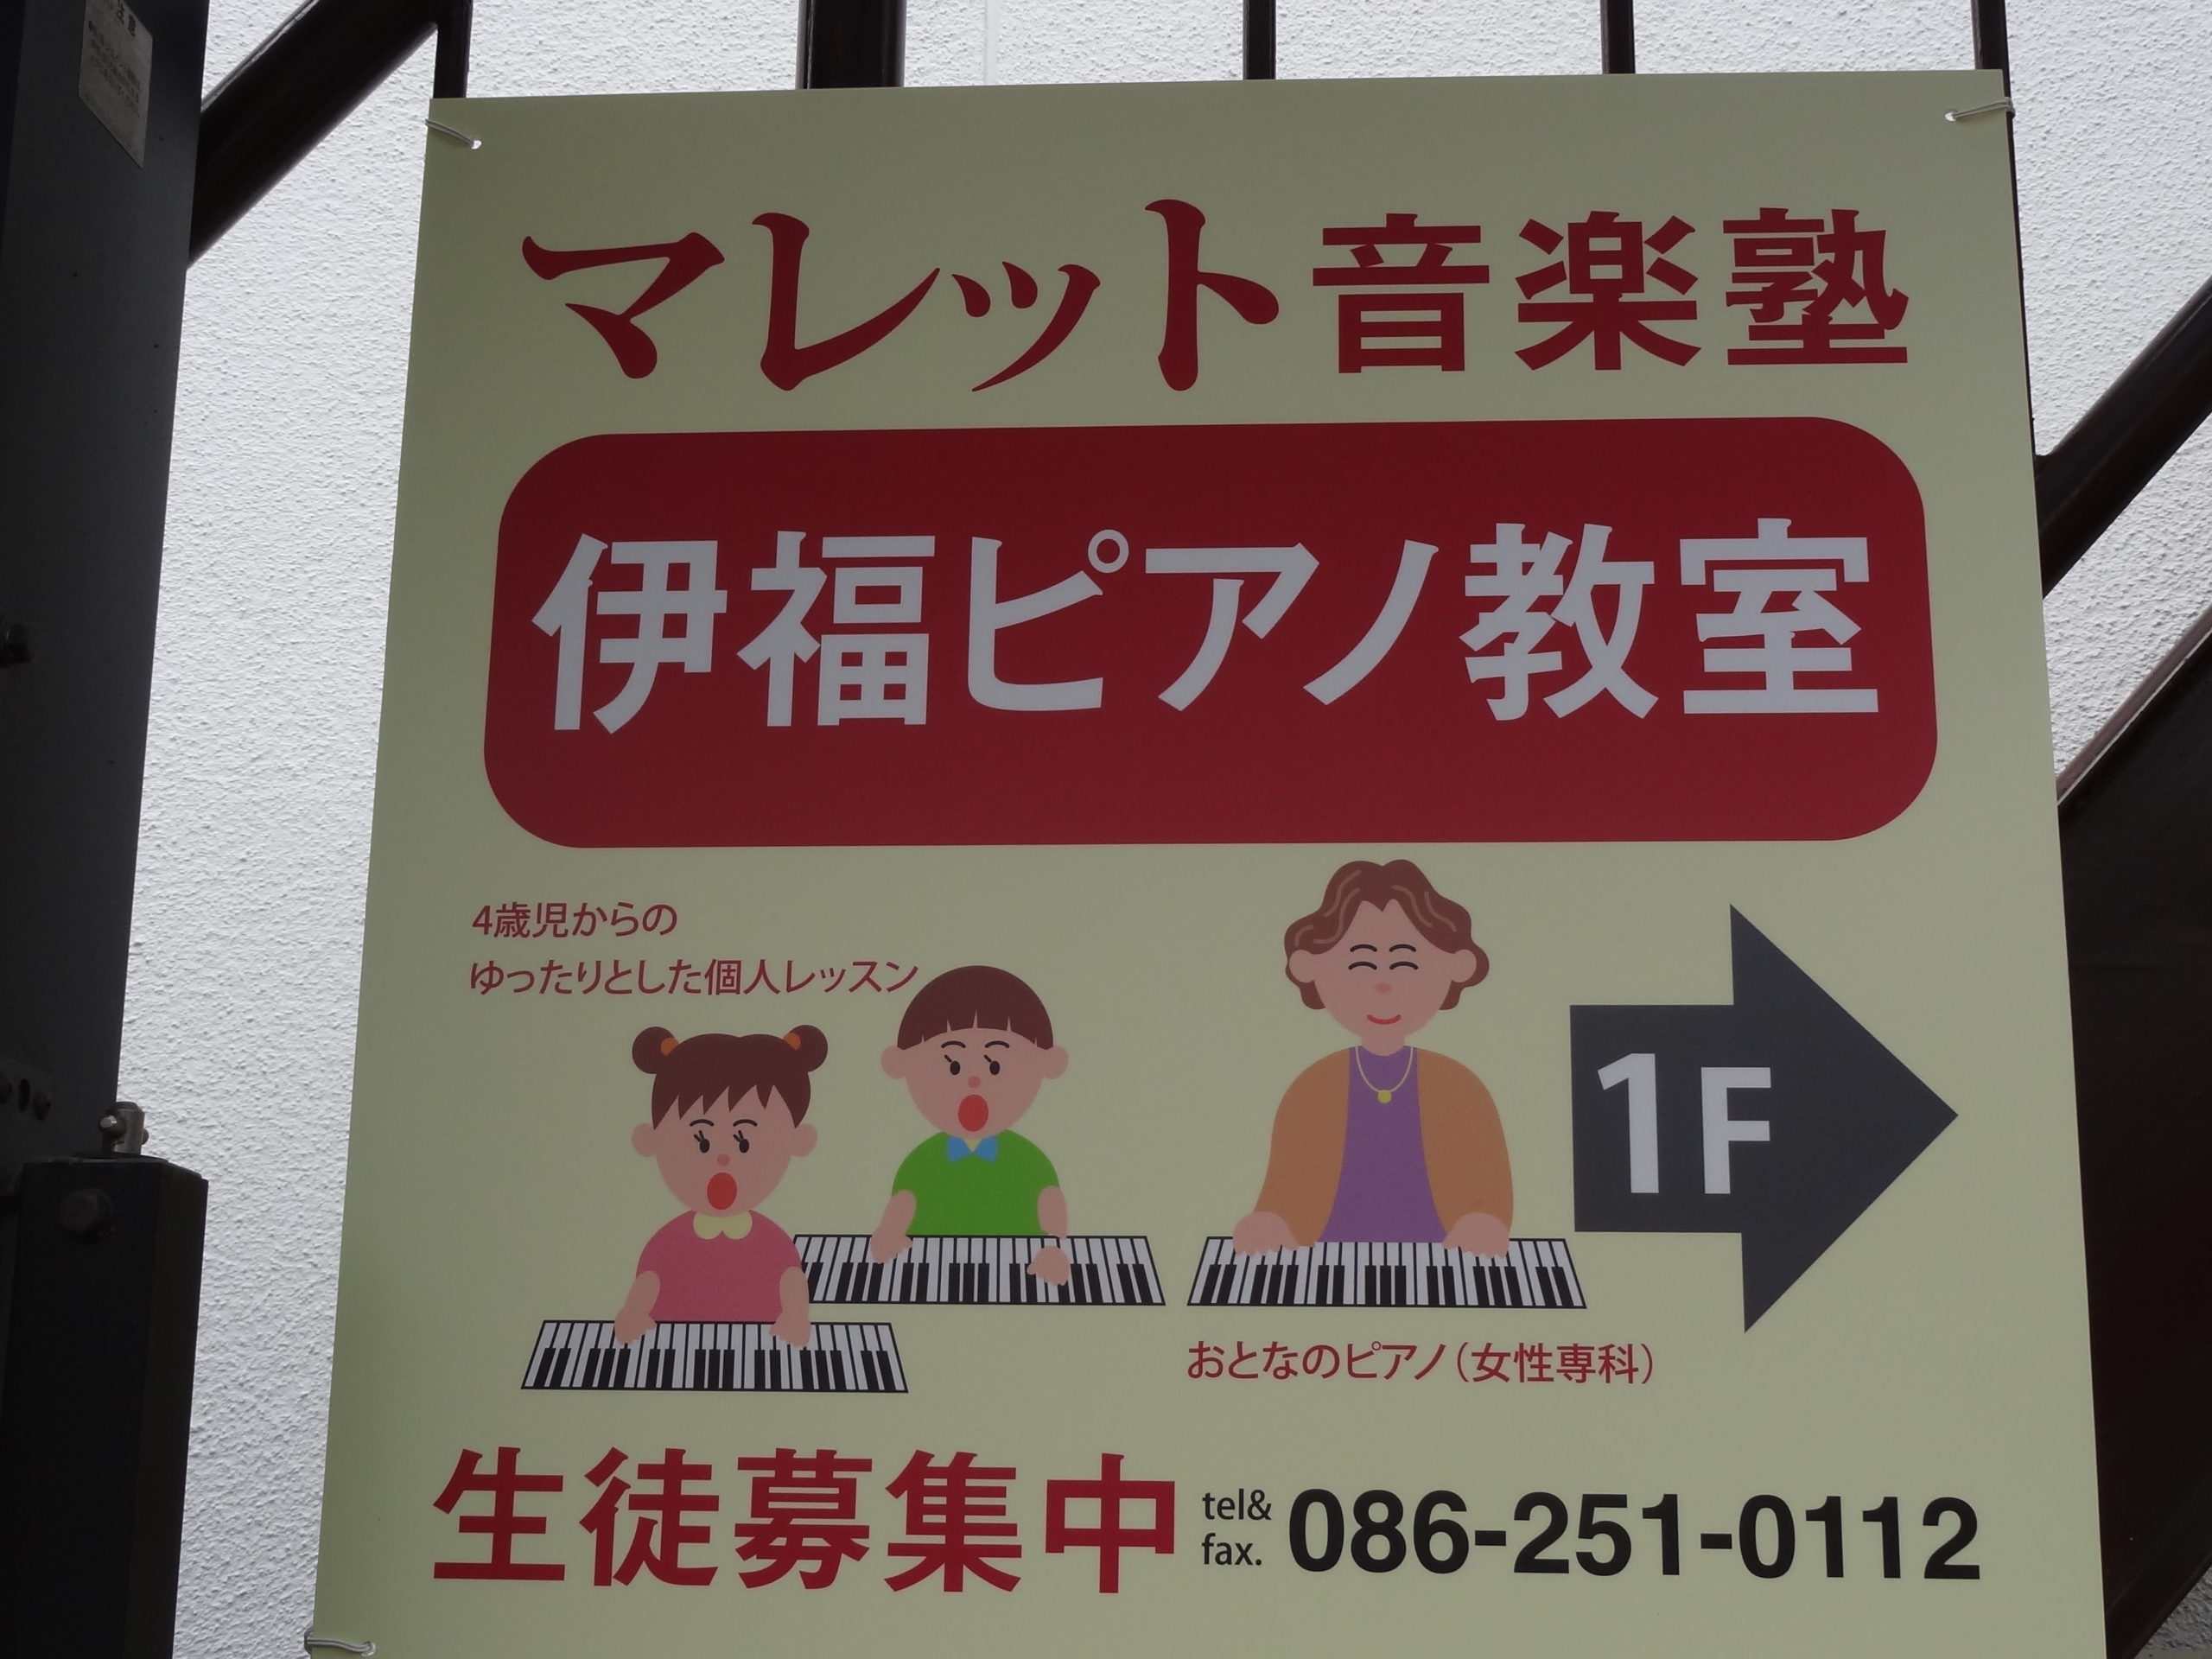 マレット音楽塾
伊福ピアノ教室
4歳児からの
ゆったりとした個人レッスン
1F
おとなのピアノ(女性専科)
生徒募集中
tel&
fax.
086-251-0112